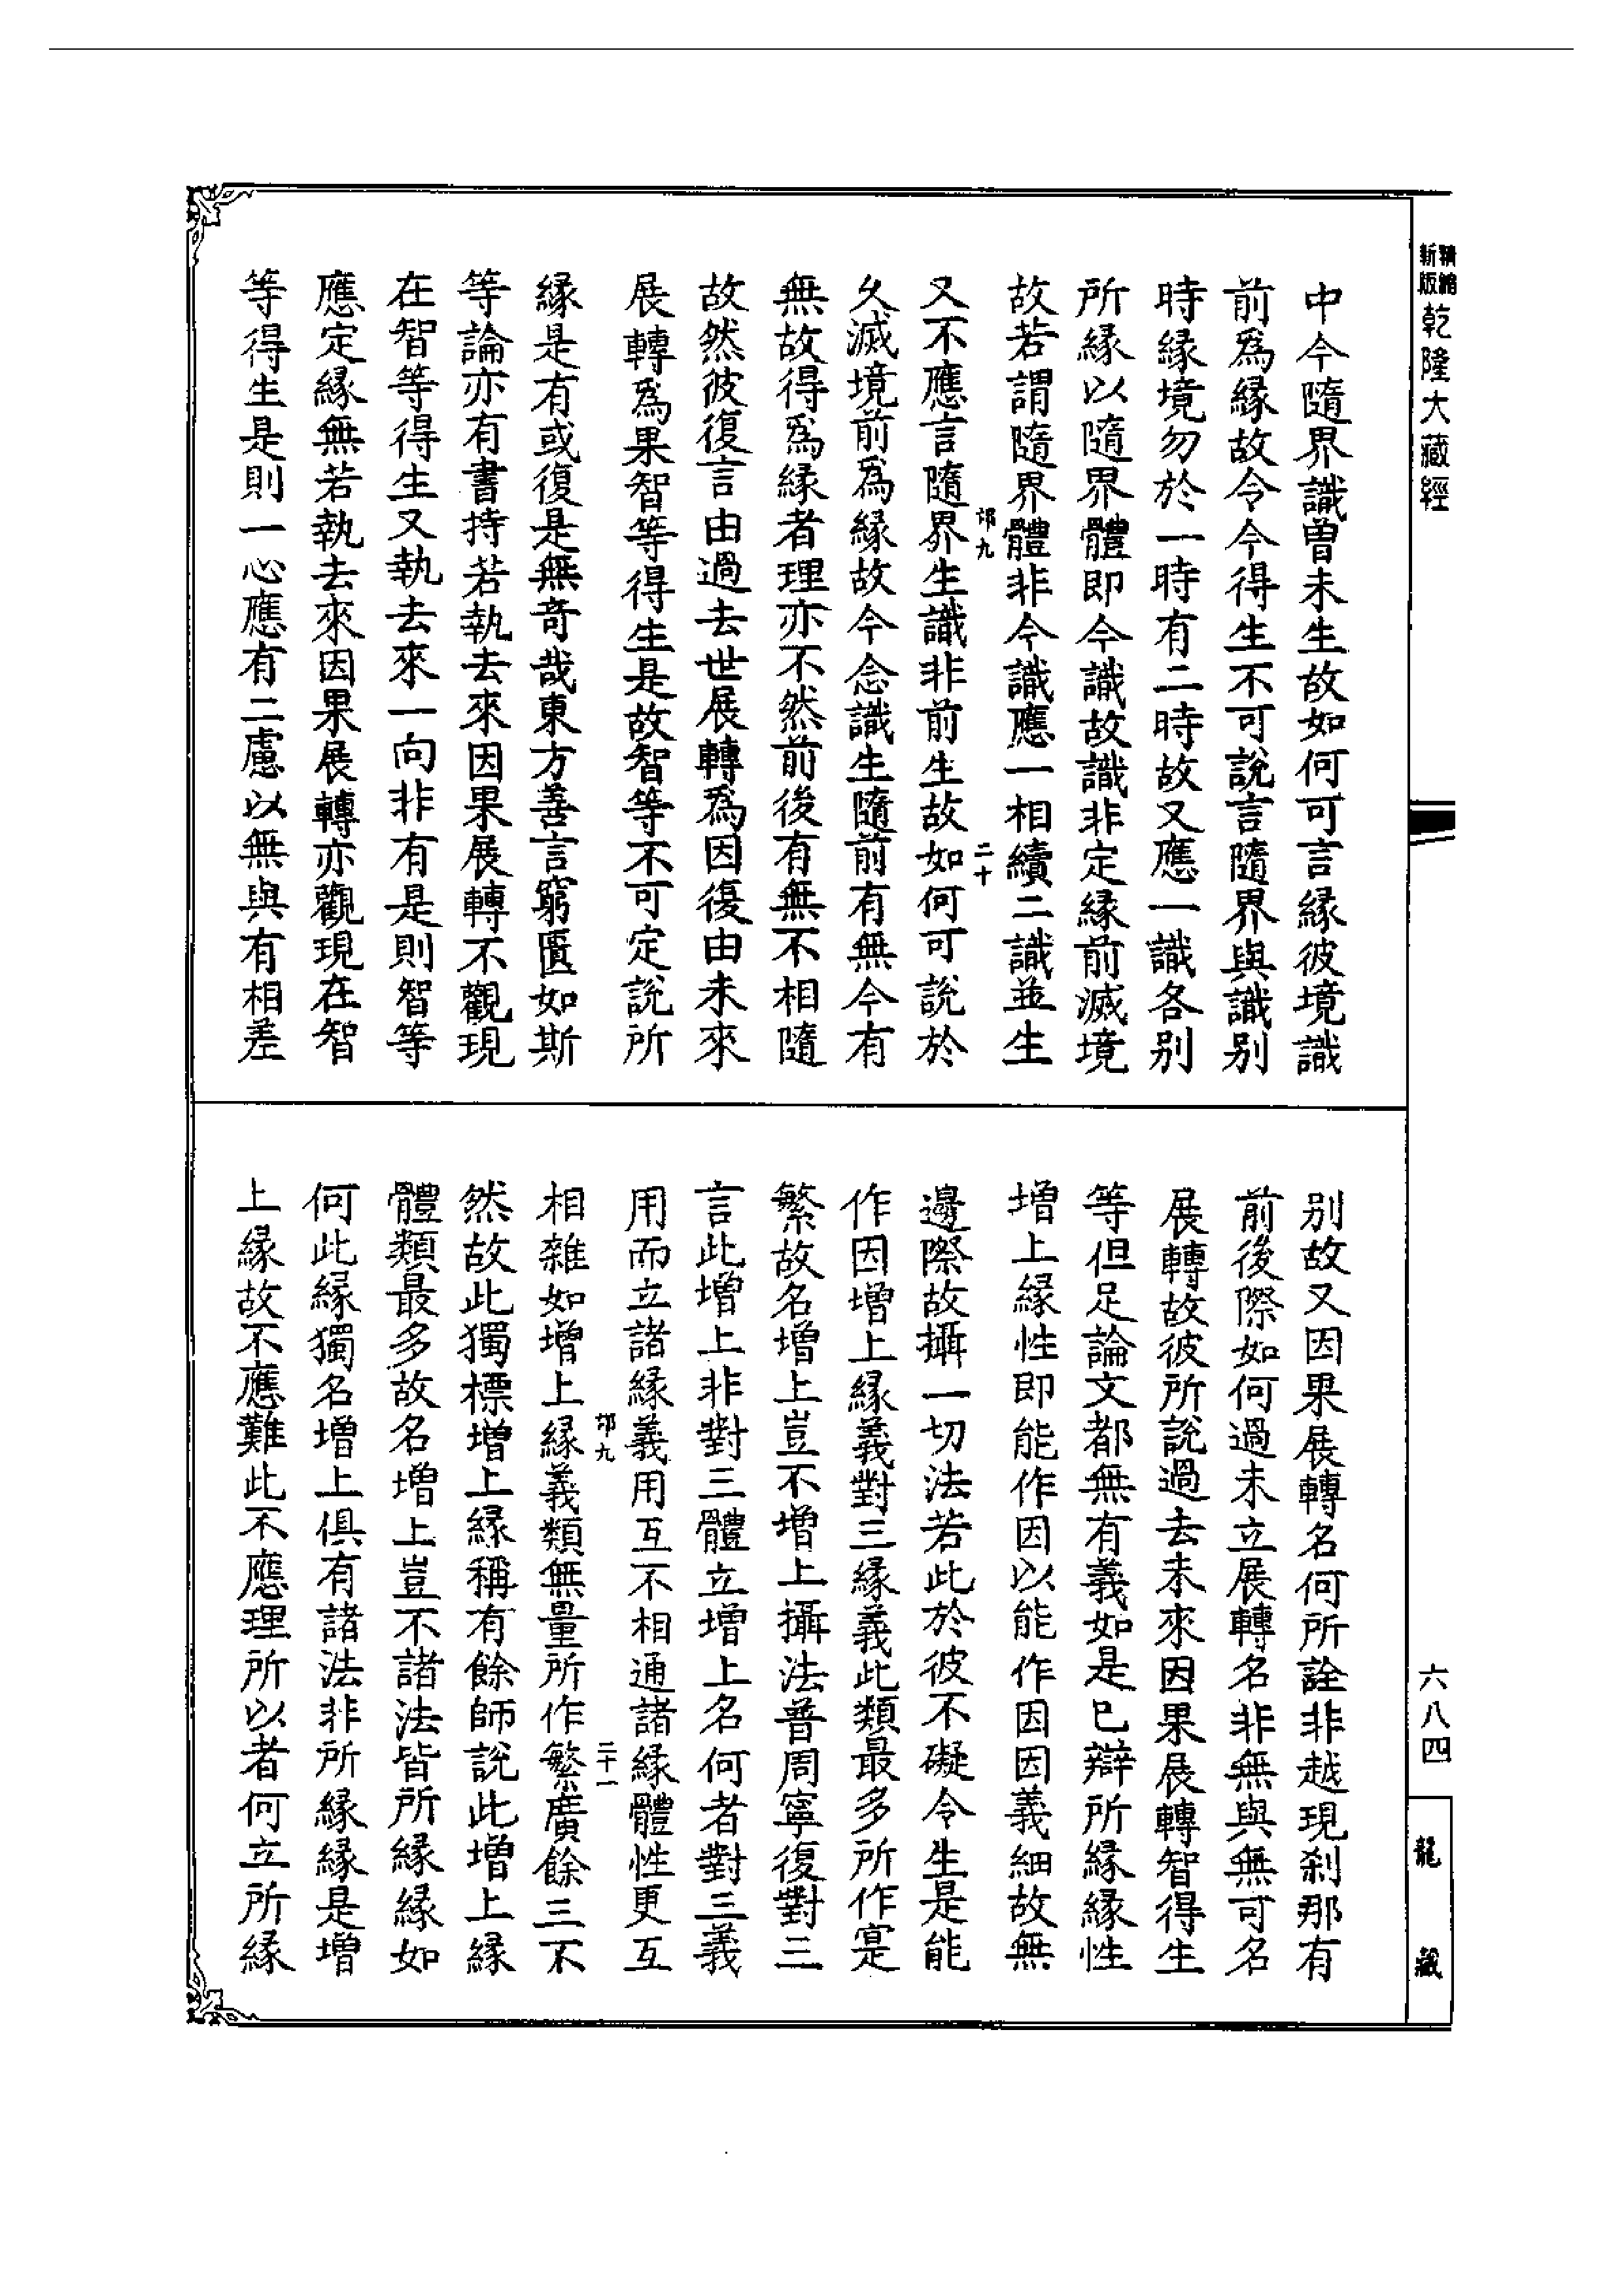 新版精縮乾隆大藏經
中今隨界識曽未生故如何可言緣彼境識
前爲緣故令今得生不可說言隨界與識别
時緣境勿於一時有二時故又應一識各别
所緣以隨界體即今識故識非定緣前滅境
故若謂隨界體非今識應一相續二識並生
又不應言隨界生識非前生故如何可說於
久滅境前爲緣故今念識生隨前有無今有
無故得爲緣者理亦不然前後有無不相隨
故然彼復言由過去世展轉爲因復由未來
展轉爲果智等得生是故智等不可定說所
緣是有或復是無奇哉東方善言窮匱如斯
等論亦有書持若執去來因果展轉不觀現
在智等得生又執去來一向非有是則智等
應定緣無若執去來因果展轉亦觀現在智
等得生是則一心應有二慮以無與有相差
别故又因果展轉名何所詮非越現刹那有
前後際如何過未立展轉名非無與無可名
展轉故彼所說過去未來因果展轉智得生
等但足論文都無有義如是已辯所緣緣性
增上緣性即能作因以能作因因義細故無
邊際故攝一切法若此於彼不礙令生是能
作因增上緣義對三緣義此類最多所作寔
繁故名增上豈不增上攝法普周寧復對三
言此增上非對三體立增上名何者對三義
用而立諸緣義用互不相通諸緣體性更互
相雜如增上緣義類無量所作繁廣餘三不
然故此獨標增上緣稱有餘師說此增上緣
體類最多故名增上豈不諸法皆所緣緣如
何此緣獨名增上俱有諸法非所緣緣是增
上緣故不應難此不應理所以者何立所緣
六八四
龍藏